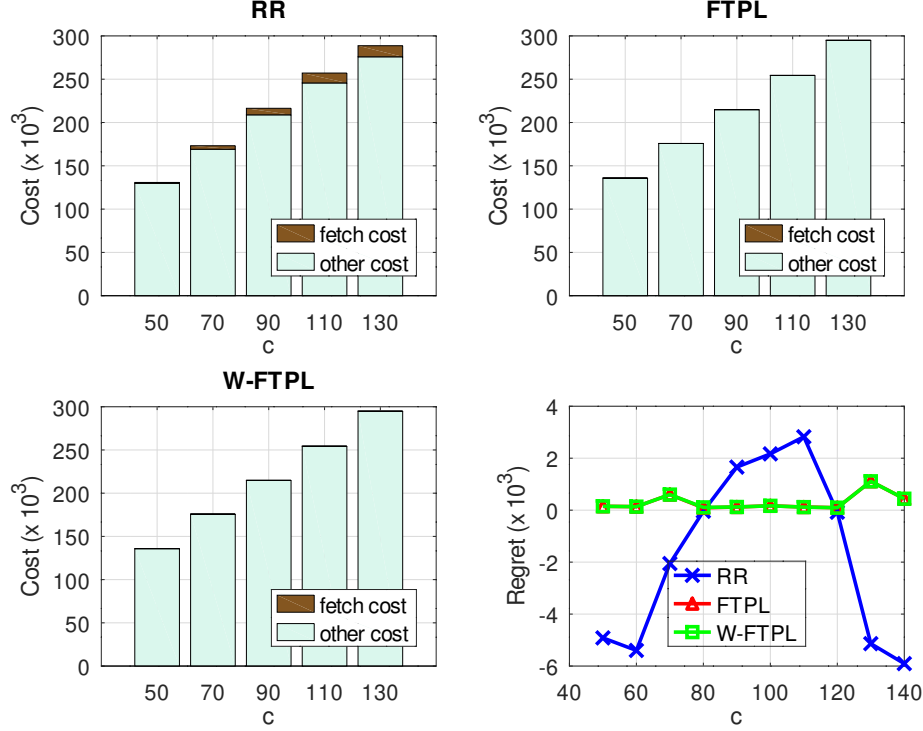 RR
300
250
200
150
100
50
0
Cost (x 10^3)
fetch cost
other cost
50 70 90 110 130
c
FTPL
300
250
200
150
100
50
0
Cost (x 10^3)
fetch cost
other cost
50 70 90 110 130
c
W-FTPL
300
250
200
150
100
50
0
Cost (x 10^3)
fetch cost
other cost
50 70 90 110 130
c
4
2
0
-2
-4
-6
Regret (x 10^3)
RR
FTPL
W-FTPL
40 60 80 100 120 140
c